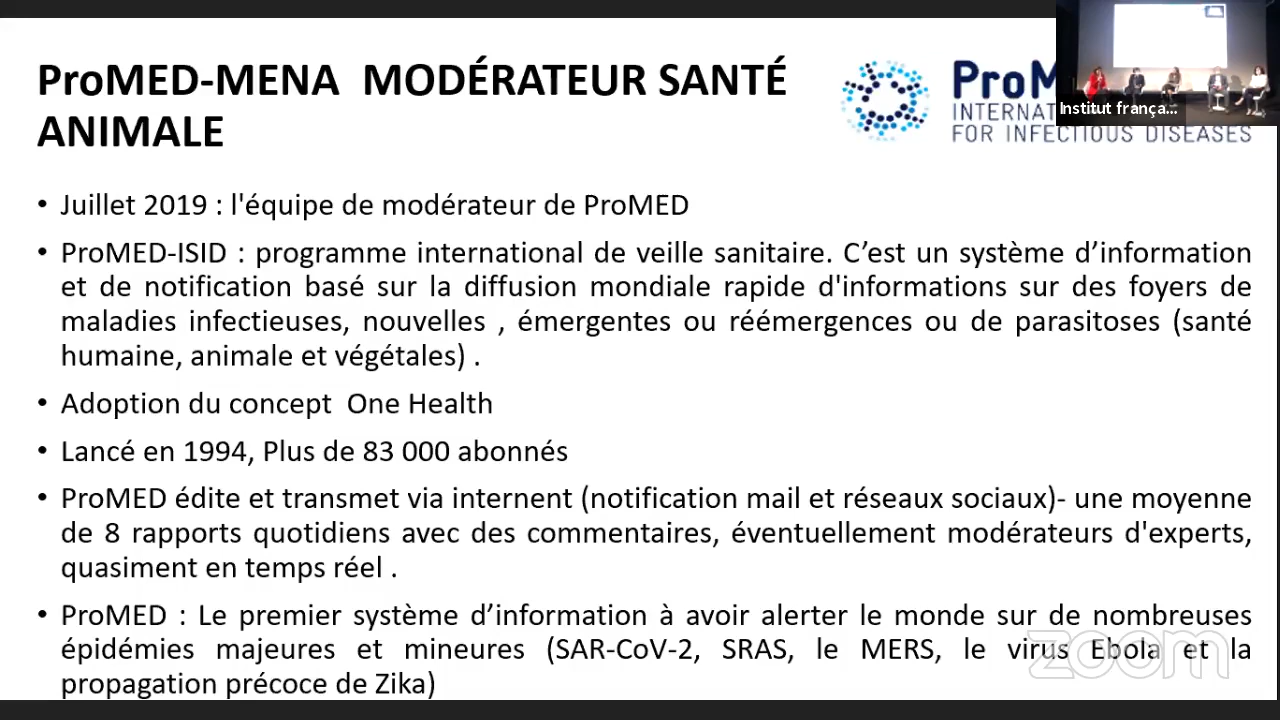 ProMED-MENA  MODÉRATEUR SANTÉ
ANIMALE
ProM
INTERNAT
FOR INFECTIOUS DISEASES
Institut frança...
• Juillet 2019 : l'équipe de modérateur de ProMED
• ProMED-ISID : programme international de veille sanitaire. C’est un système d’information
et de notification basé sur la diffusion mondiale rapide d'informations sur des foyers de
maladies infectieuses, nouvelles , émergentes ou réémergences ou de parasitoses (santé
humaine, animale et végétales) .
• Adoption du concept  One Health
• Lancé en 1994, Plus de 83 000 abonnés
• ProMED édite et transmet via internent (notification mail et réseaux sociaux)- une moyenne
de 8 rapports quotidiens avec des commentaires, éventuellement modérateurs d'experts,
quasiment en temps réel .
• ProMED : Le premier système d’information à avoir alerter le monde sur de nombreuses
épidémies majeures et mineures (SAR-CoV-2, SRAS, le MERS, le virus Ebola et la
propagation précoce de Zika)
zoom